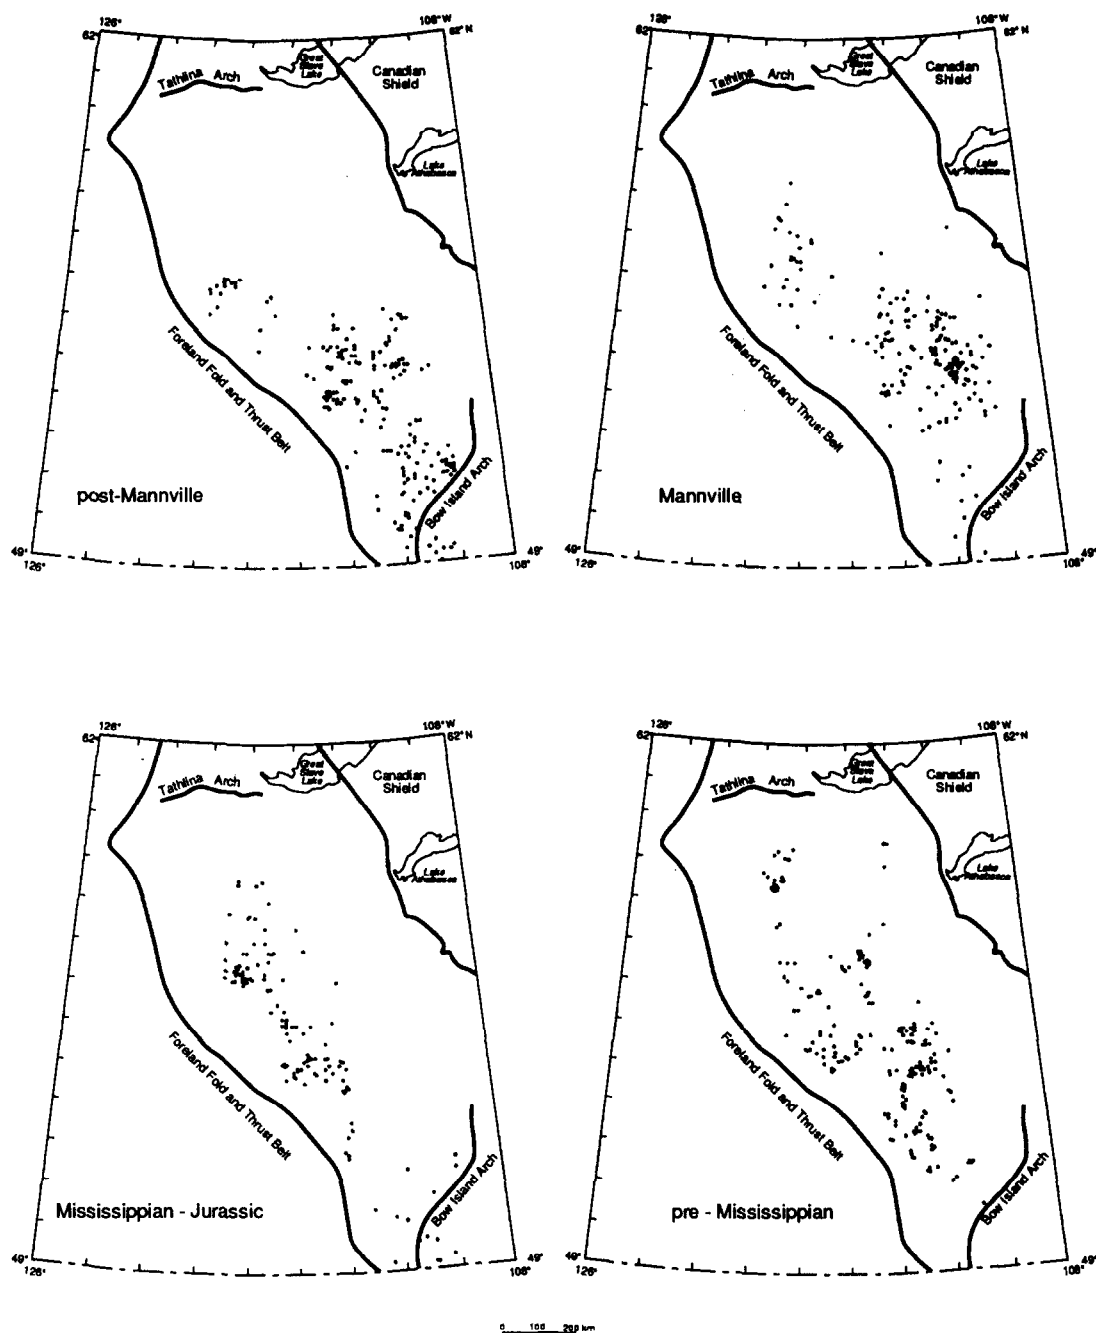 126°
108° W
62°
62° N
Great
Slave
Lake
Tathlina Arch
Canadian
Shield
Lake
Athabasca
Foreland Fold and Thrust Belt
Bow Island Arch
post-Mannville
49°
126°
49°
108°
126°
108° W
62°
62° N
Great
Slave
Lake
Tathlina Arch
Canadian
Shield
Lake
Athabasca
Foreland Fold and Thrust Belt
Bow Island Arch
Mannville
49°
126°
49°
108°
126°
108° W
62°
62° N
Great
Slave
Lake
Tathlina Arch
Canadian
Shield
Lake
Athabasca
Foreland Fold and Thrust Belt
Bow Island Arch
Mississippian - Jurassic
49°
126°
49°
108°
126°
108° W
62°
62° N
Great
Slave
Lake
Tathlina Arch
Canadian
Shield
Lake
Athabasca
Foreland Fold and Thrust Belt
Bow Island Arch
pre - Mississippian
49°
126°
49°
108°
0 100 200 km